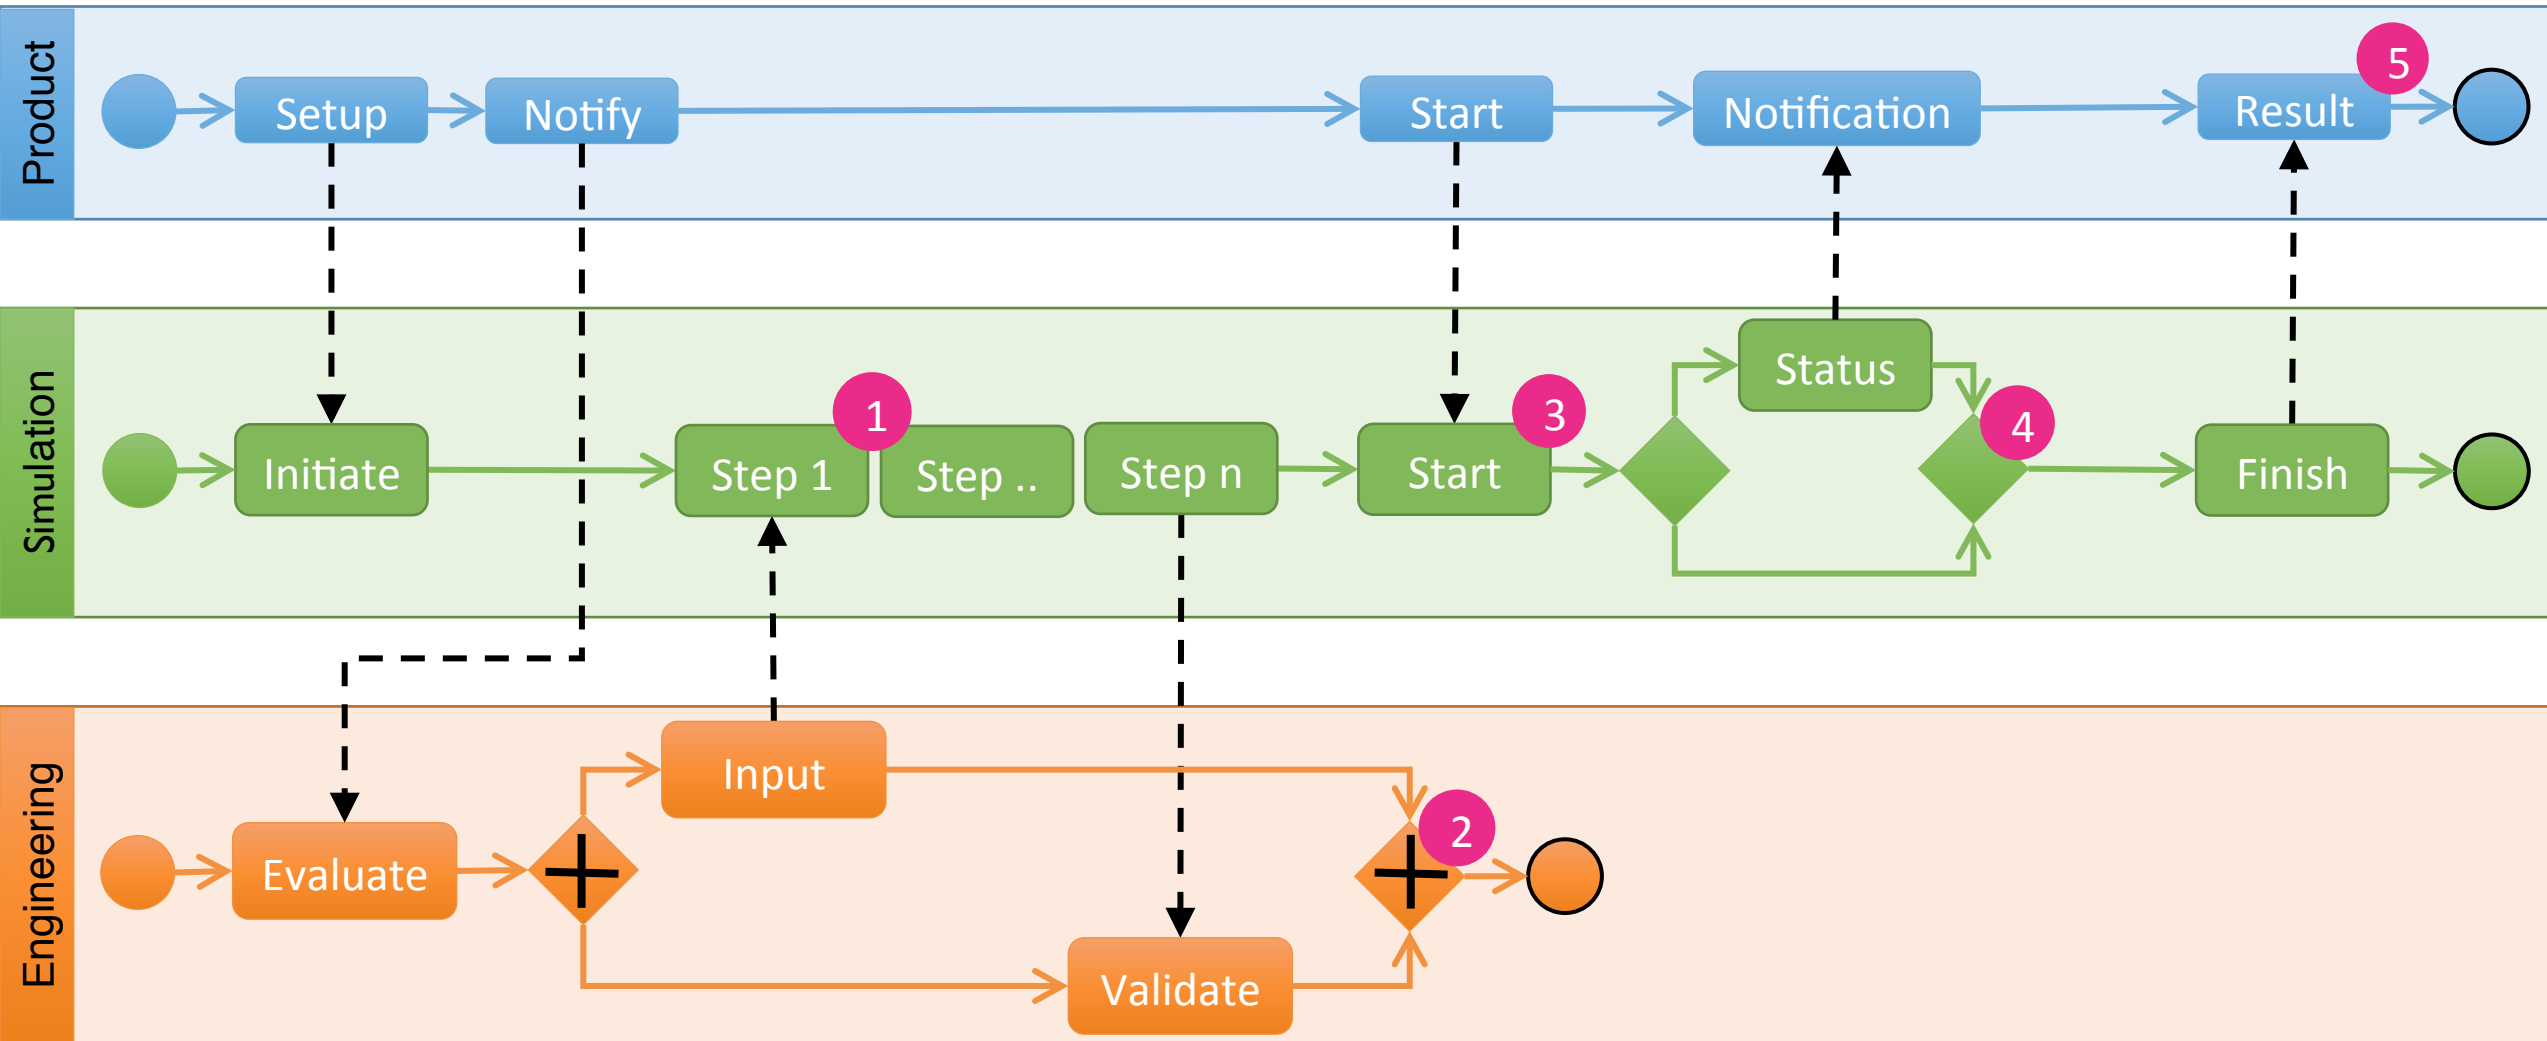 Product
Setup
Notify
Start
Notification
Result
5
Simulation
Initiate
Step 1
1
Step ..
Step n
Start
3
Status
4
Finish
Engineering
Evaluate
Input
Validate
2